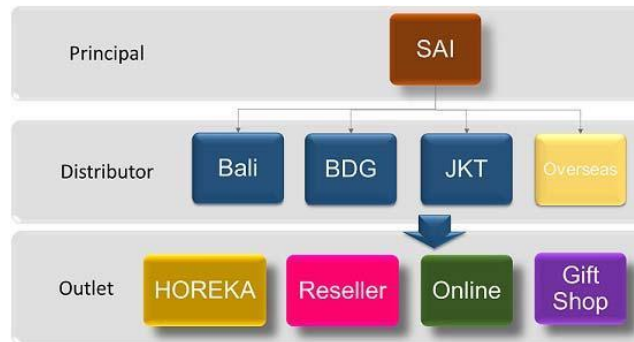 Principal
SAI
Distributor
Bali
BDG
JKT
Overseas
Outlet
HOREKA
Reseller
Online
Gift
Shop